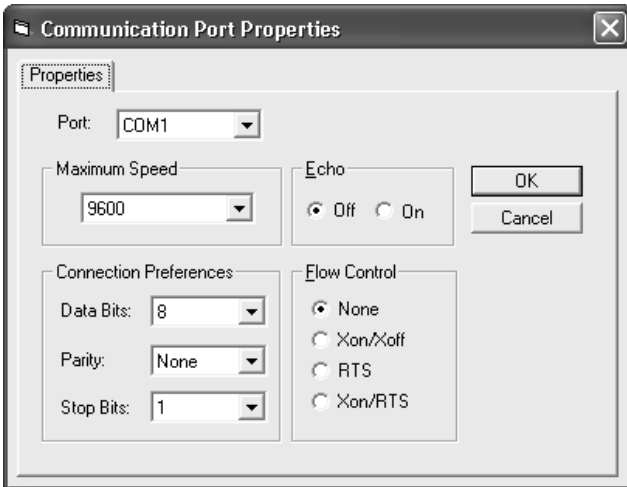 Communication Port Properties
Properties
Port: COM1
Maximum Speed
9600
Echo
Off On
OK
Cancel
Connection Preferences
Data Bits: 8
Parity: None
Stop Bits: 1
Flow Control
None
Xon/Xoff
RTS
Xon/RTS